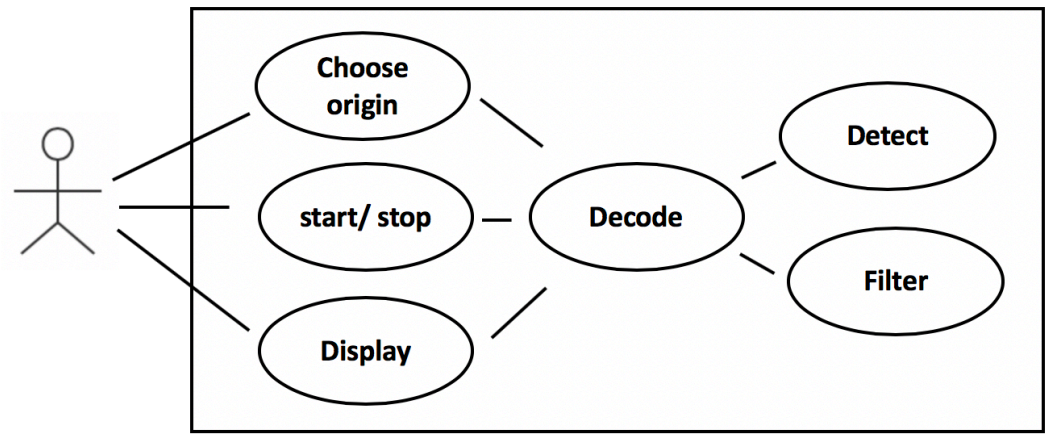 Choose
origin
start/ stop
Display
Decode
Detect
Filter